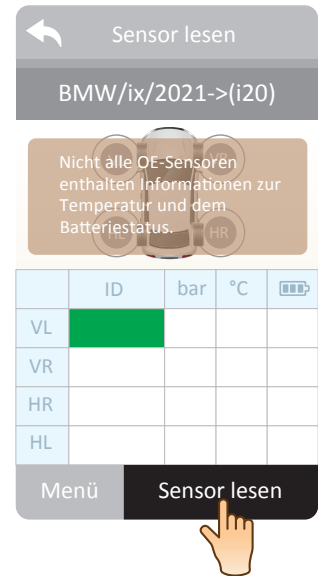 Sensor lesen
BMW/ix/2021->(i20)
Nicht alle OE-Sensoren
enthalten Informationen zur
Temperatur und dem
Batteriestatus.
HR
ID bar °C
VL
VR
HR
HL
Menü Sensor lesen